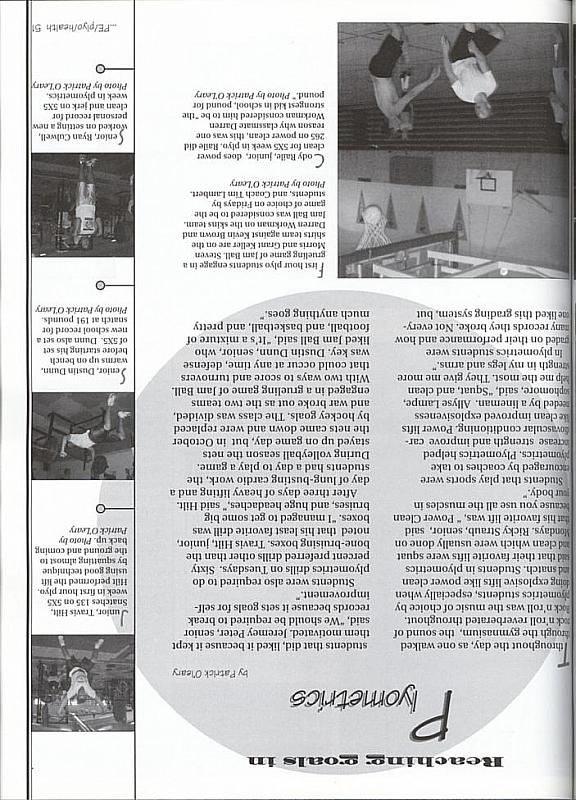 Reaching goals in
Plyometrics
by Patrick O'Leary
Throughout the day, as one walked
through the gymnasium, the sound of
rock'n'roll reverberated throughout.
Rock'n'roll was the music of choice by
plyometrics students, especially when
doing explosive lifts like power clean
and snatch. Students in plyometrics
said that their favorite lifts were squat
and clean which were usually done on
Mondays. Ricky Straub, senior, said
that his favorite lift was, " Power Clean
because you use all the muscles in
your body."
Students that play sports were
encouraged by coaches to take
plyometrics. Plyometrics helped
increase strength and improve car-
diovascular conditioning. Power lifts
like clean improved explosiveness
needed by a lineman. Allysa Lampe,
sophomore, said, "Squat, and clean
help me the most. They give me more
strength in my legs and arms."
In plyometrics students were
graded on their performance and how
many records they broke. Not every-
one liked this grading system, but
students that did, liked it because it kept
them motivated. Jeremey Peter, senior
said, "We should be required to break
records because it sets goals for self-
improvement."
Students were also required to do
plyometrics drills on Tuesdays. Sixty
percent preferred drills other than the
bone-bruising boxes. Travis Hilt, junior,
noted that his least favorite drill was
boxes. "I managed to get some big
bruises, and huge headaches," said Hilt.
After three days of heavy lifting and a
day of lung-busting cardio work, the
students had a day to play a game.
During volleyball season the nets
stayed up on game day, but in October
the nets came down and were replaced
by hockey goals. The class was divided,
and war broke out as the two teams
engaged in a grueling game of Jam Ball.
With two ways to score and turnovers
that could occur at any time, defense
was key. Dustin Dunn, senior, who
liked Jam Ball said, "It's a mixture of
football, and basketball, and pretty
much anything goes."
Junior, Travis Hilt,
Snatches 135 on 5X5
week in first hour plyo.
Hilt performed the lift
using good technique
by squatting almost to
the ground and coming
back up. Photo by
Patrick O'Leary
Senior, Dustin Dunn,
warms up on bench
before starting his set
of 5X5. Dunn also set a
new school record for
snatch at 191 pounds.
Photo by Patrick O'Leary
Senior, Ryan Culwell,
worked on setting a new
personal record for
clean and jerk on 5X5
week in plyometrics.
Photo by Patrick O'Leary
First hour plyo students engage in a
grueling game of Jam Ball. Steven
Morris and Grant Keller are on the
shirts team against Kevin Brown and
Darren Workman on the skins team.
Jam Ball was considered to be the
game of choice on Fridays by
students, and Coach Tim Lambert.
Photo by Patrick O'Leary
Cody Raile, junior, does power
clean for 5X5 week in plyo. Raile did
265 on power clean, this was one
reason why classmate Darren
Workman considered him to be "the
strongest kid in school, pound for
pound." Photo by Patrick O'Leary
...PE/plyo/health 51